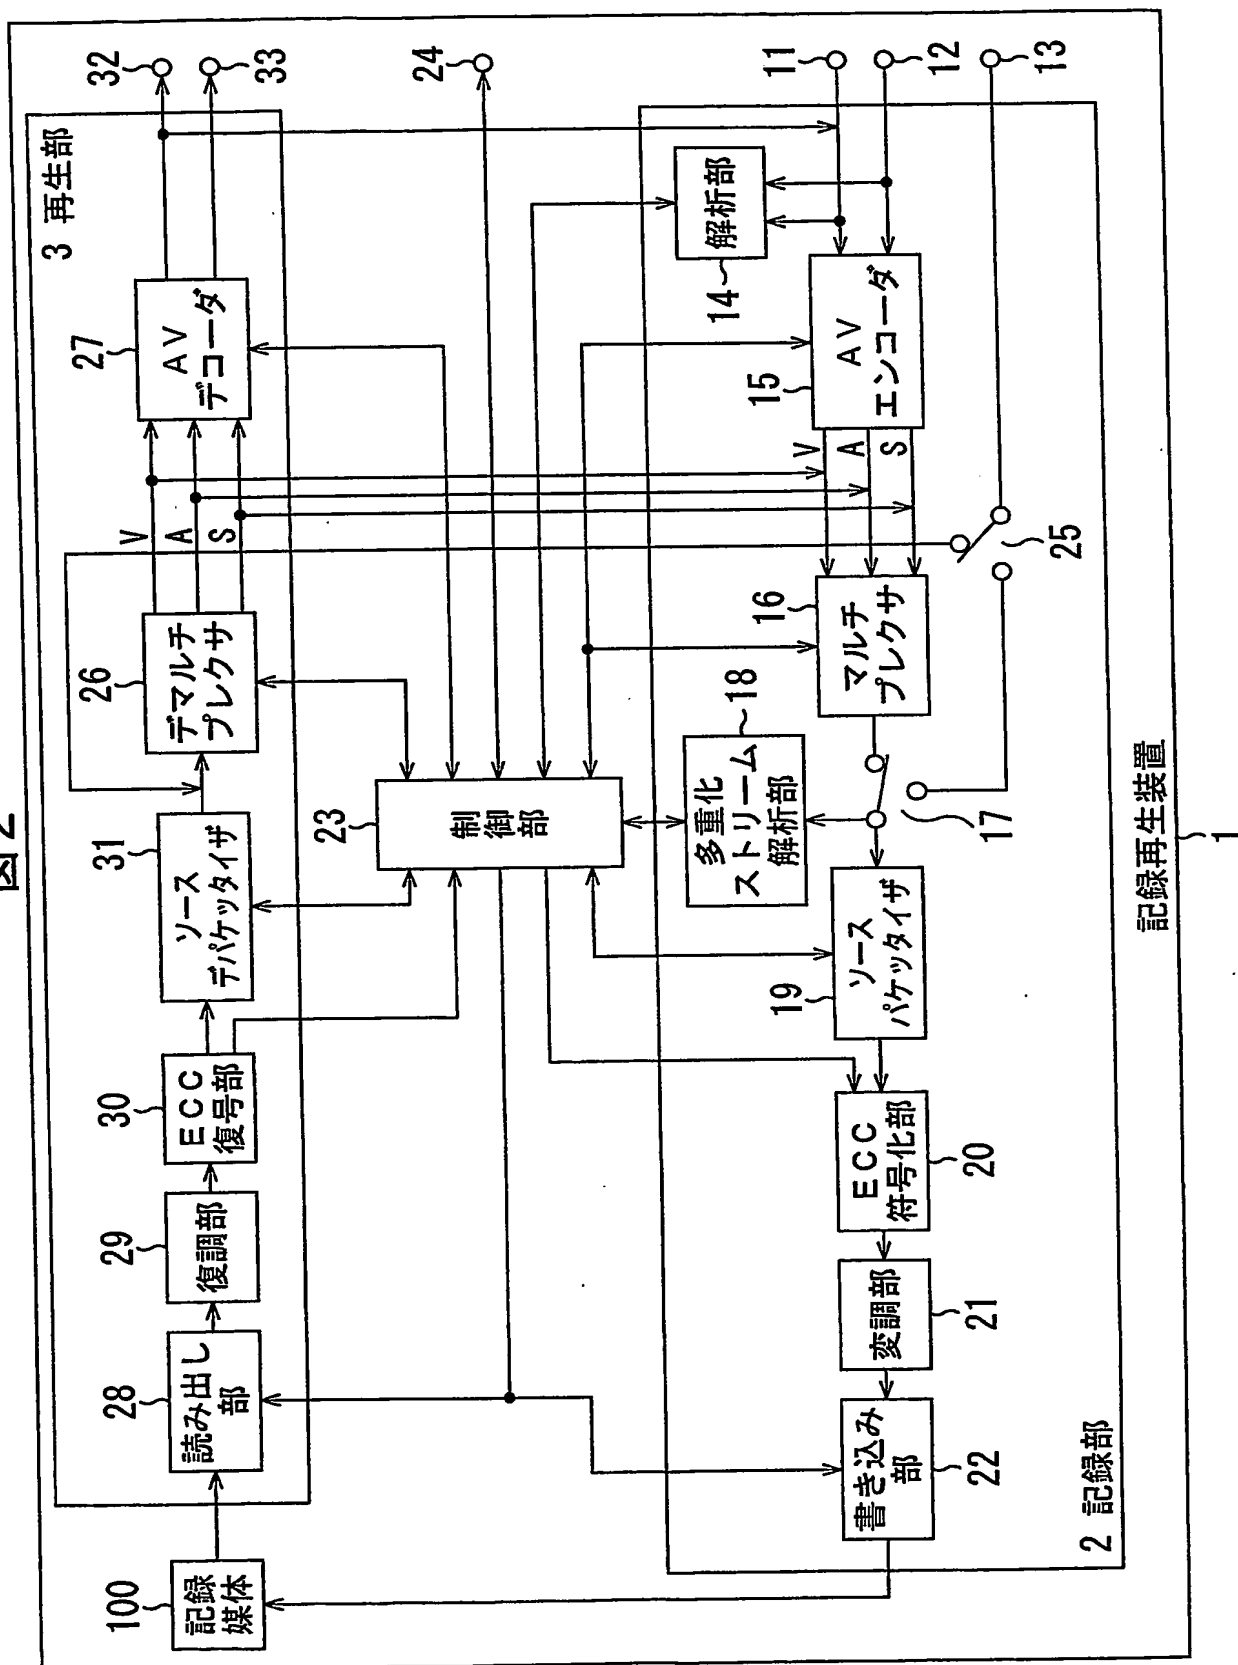 図2
3 再生部
32
33
24
11
12
13
100
記録
媒体
28
読み出し
部
29
復調部
30
ECC
復号部
31
ソース
デパケッタイザ
26
デマルチ
プレクサ
V
A
S
27
AV
デコーダ
23
制御
部
解析部
14
15
AV
エンコーダ
V
A
S
16
マルチ
プレクサ
25
17
18
多重化
ストリーム
解析部
19
ソース
パケッタイザ
ECC
符号化部
20
変調部
21
書き込み
部
22
2 記録部
記録再生装置
1